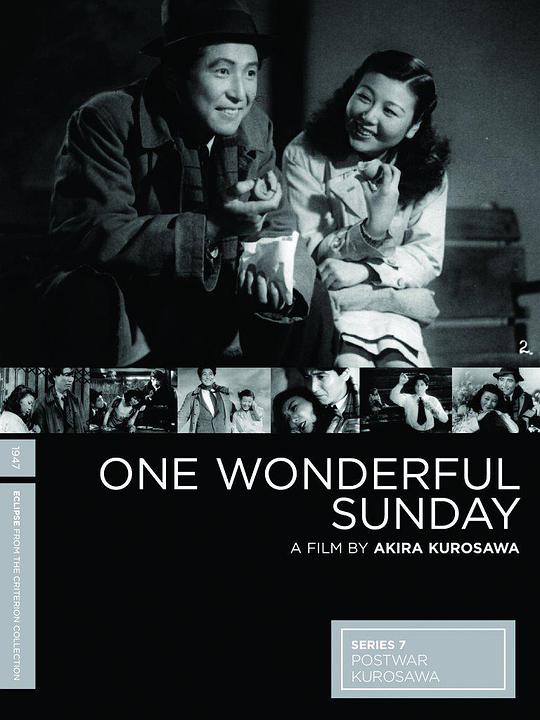 2.
1947
ECLIPSE FROM THE CRITERION COLLECTION
ONE WONDERFUL
SUNDAY
A FILM BY AKIRA KUROSAWA
SERIES 7
POSTWAR
KUROSAWA